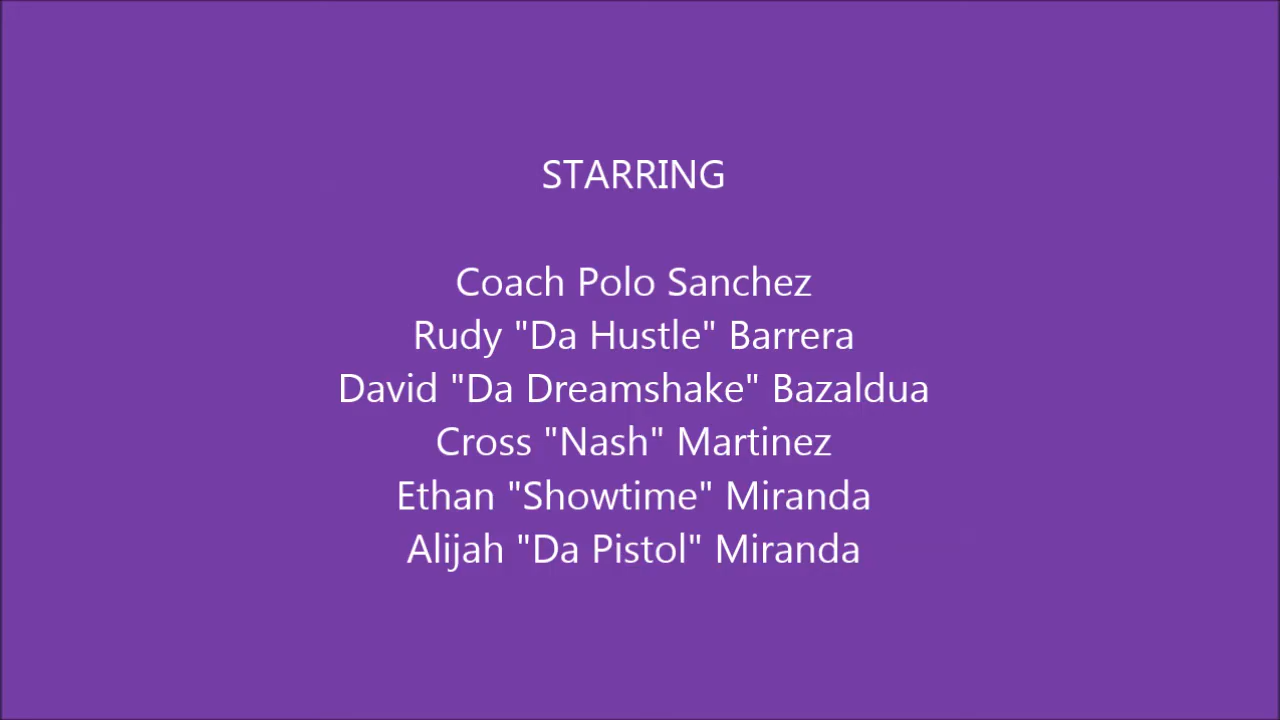 STARRING
Coach Polo Sanchez
Rudy "Da Hustle" Barrera
David "Da Dreamshake" Bazaldua
Cross "Nash" Martinez
Ethan "Showtime" Miranda
Alijah "Da Pistol" Miranda